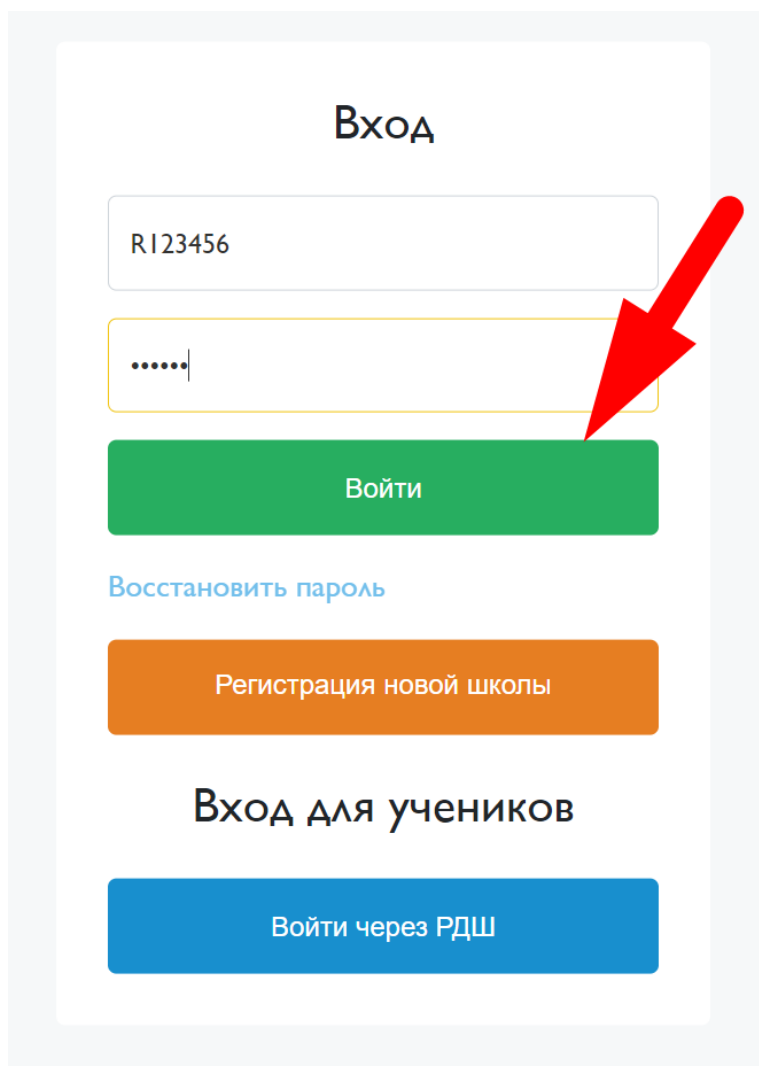 Вход
R123456
••••••
Войти
Восстановить пароль
Регистрация новой школы
Вход для учеников
Войти через РДШ